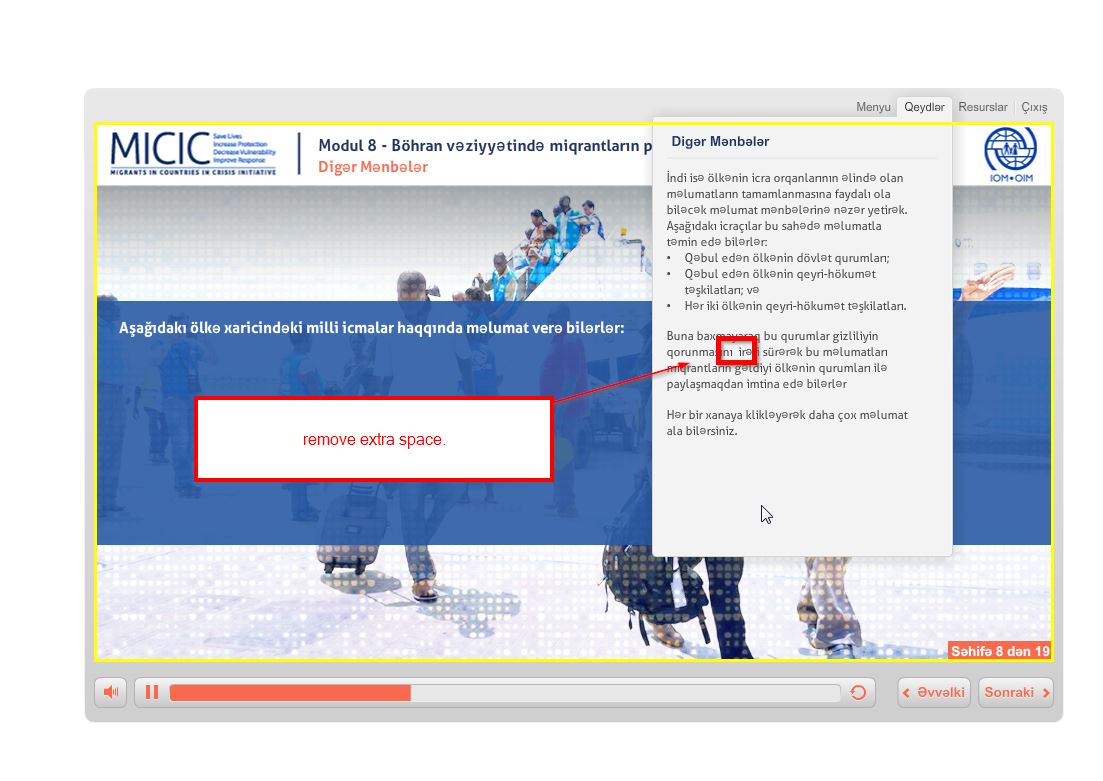 Menyu
Qeydlər
Resurslar
Çıxış
MICIC
Save Lives
Increase Protection
Decrease Vulnerability
Improve Response
MIGRANTS IN COUNTRIES IN CRISIS INITIATIVE
Modul 8 - Böhran vəziyyətində miqrantların p
Digər Mənbələr
IOM•OIM
Digər Mənbələr
İndi isə ölkənin icra orqanlarının əlində olan
məlumatların tamamlanmasına faydalı ola
biləcək məlumat mənbələrinə nəzər yetirək.
Aşağıdakı icraçılar bu sahədə məlumatla
təmin edə bilərlər:
• Qəbul edən ölkənin dövlət qurumları;
• Qəbul edən ölkənin qeyri-hökumət
təşkilatları; və
• Hər iki ölkənin qeyri-hökumət təşkilatları.
Buna baxmayaraq bu qurumlar gizliliyin
qorunmasını  irəli sürərək bu məlumatları
miqrantların gəldiyi ölkənin qurumları ilə
paylaşmaqdan imtina edə bilərlər
Hər bir xanaya klikləyərək daha çox məlumat
ala bilərsiniz.
Aşağıdakı ölkə xaricindəki milli icmalar haqqında məlumat verə bilərlər:
remove extra space.
Səhifə 8 dən 19
Əvvəlki
Sonraki